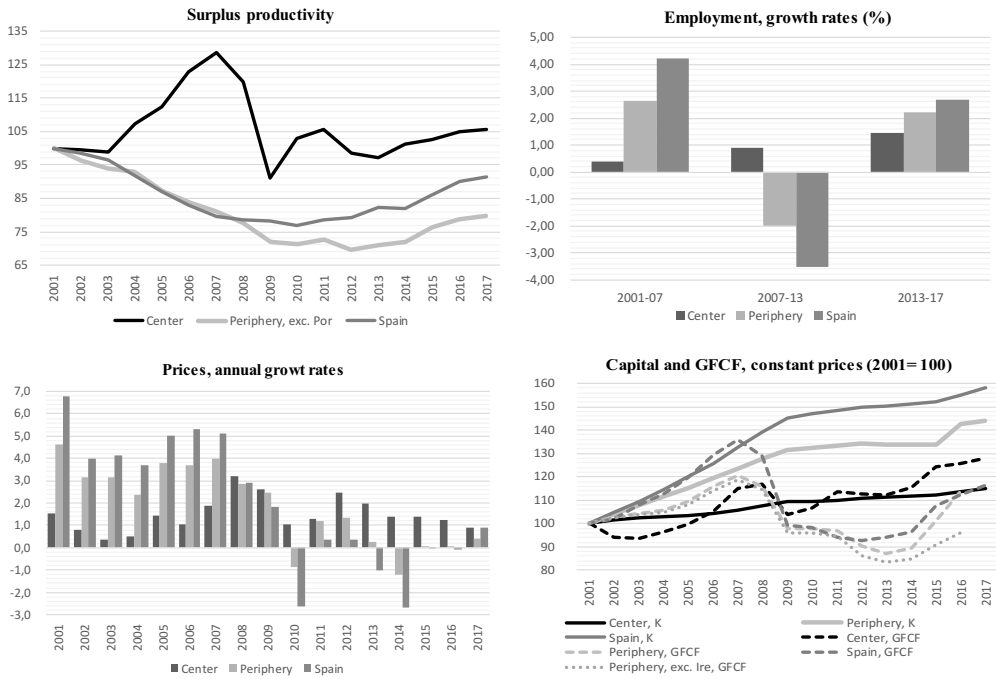 Surplus productivity
135
125
115
105
95
85
75
65
2001 2002 2003 2004 2005 2006 2007 2008 2009 2010 2011 2012 2013 2014 2015 2016 2017
Center Periphery, exc. Por Spain
Employment, growth rates (%)
5,00
4,00
3,00
2,00
1,00
0,00
-1,00
-2,00
-3,00
-4,00
2001-07 2007-13 2013-17
Center Periphery Spain
Prices, annual growt rates
7,0
6,0
5,0
4,0
3,0
2,0
1,0
0,0
-1,0
-2,0
-3,0
2001 2002 2003 2004 2005 2006 2007 2008 2009 2010 2011 2012 2013 2014 2015 2016 2017
Center Periphery Spain
Capital and GFCF, constant prices (2001= 100)
160
150
140
130
120
110
100
90
80
2001 2002 2003 2004 2005 2006 2007 2008 2009 2010 2011 2012 2013 2014 2015 2016 2017
Center, K Periphery, K
Spain, K Center, GFCF
Periphery, GFCF Spain, GFCF
Periphery, exc. Ire, GFCF